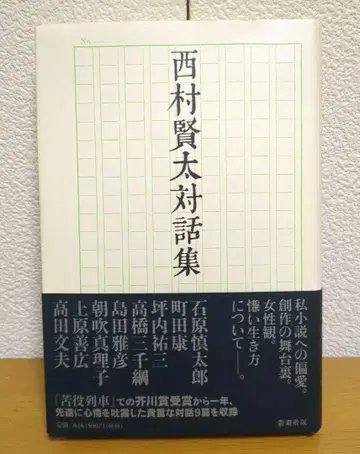 西村賢太対話集
私小説への偏愛。
創作の舞台裏。
女性観。
慊い生き方
について――。
石原慎太郎
町田康
坪内祐三
高橋三千綱
島田雅彦
朝吹真理子
上原善広
高田文夫
「苦役列車」での芥川賞受賞から一年、
先達に心情を吐露した貴重な対話9篇を収録